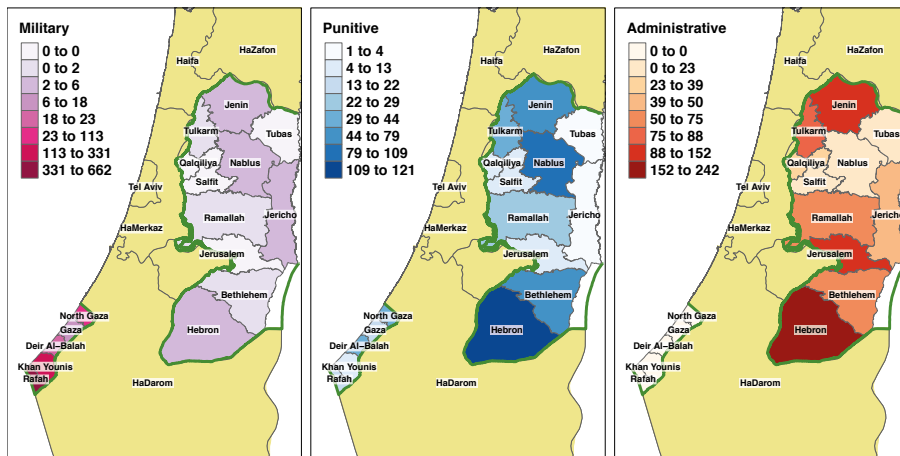 Military
0 to 0
0 to 2
2 to 6
6 to 18
18 to 23
23 to 113
113 to 331
331 to 662
HaZafon
Haifa
Jenin
Tulkarm
Tubas
Qalqiliya
Nablus
Salfit
Tel Aviv
Ramallah
Jericho
HaMerkaz
Jerusalem
Bethlehem
North Gaza
Gaza
Hebron
Deir Al-Balah
Khan Younis
Rafah
HaDarom
Punitive
1 to 4
4 to 13
13 to 22
22 to 29
29 to 44
44 to 79
79 to 109
109 to 121
HaZafon
Haifa
Jenin
Tulkarm
Tubas
Qalqiliya
Nablus
Salfit
Tel Aviv
Ramallah
Jericho
HaMerkaz
Jerusalem
Bethlehem
North Gaza
Gaza
Hebron
Deir Al-Balah
Khan Younis
Rafah
HaDarom
Administrative
0 to 0
0 to 23
23 to 39
39 to 50
50 to 75
75 to 88
88 to 152
152 to 242
HaZafon
Haifa
Jenin
Tulkarm
Tubas
Qalqiliya
Nablus
Salfit
Tel Aviv
Ramallah
Jericho
HaMerkaz
Jerusalem
Bethlehem
North Gaza
Gaza
Hebron
Deir Al-Balah
Khan Younis
Rafah
HaDarom